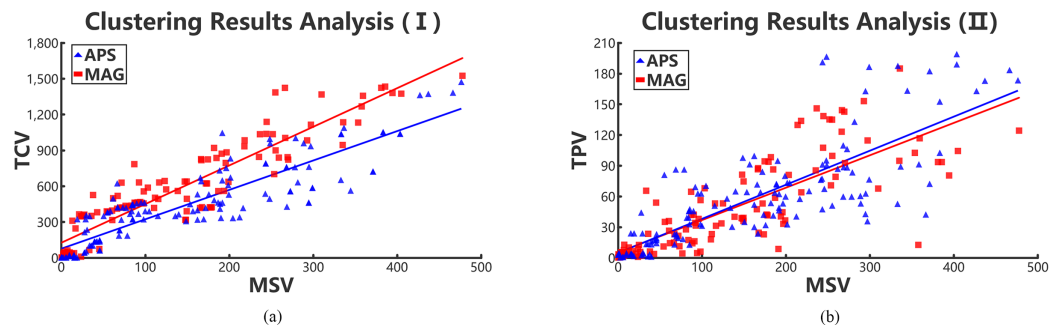 Clustering Results Analysis (Ⅰ)
1,800
1,500
1,200
900
600
300
0
TCV
APS
MAG
0 100 200 300 400 500
MSV
(a)
Clustering Results Analysis (Ⅱ)
210
180
150
120
90
60
30
0
TPV
APS
MAG
0 100 200 300 400 500
MSV
(b)